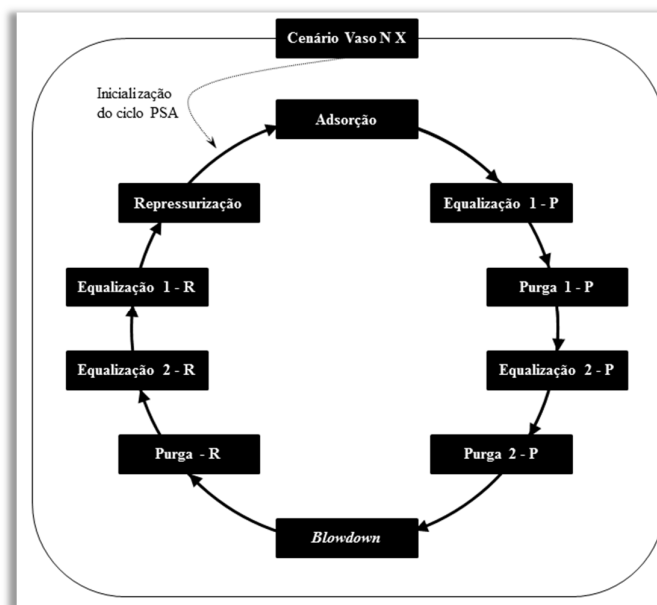 Cenário Vaso N X
Inicialização
do ciclo PSA
Adsorção
Repressurização
Equalização 1 - P
Equalização 1 - R
Purga 1 - P
Equalização 2 - R
Equalização 2 - P
Purga - R
Purga 2 - P
Blowdown